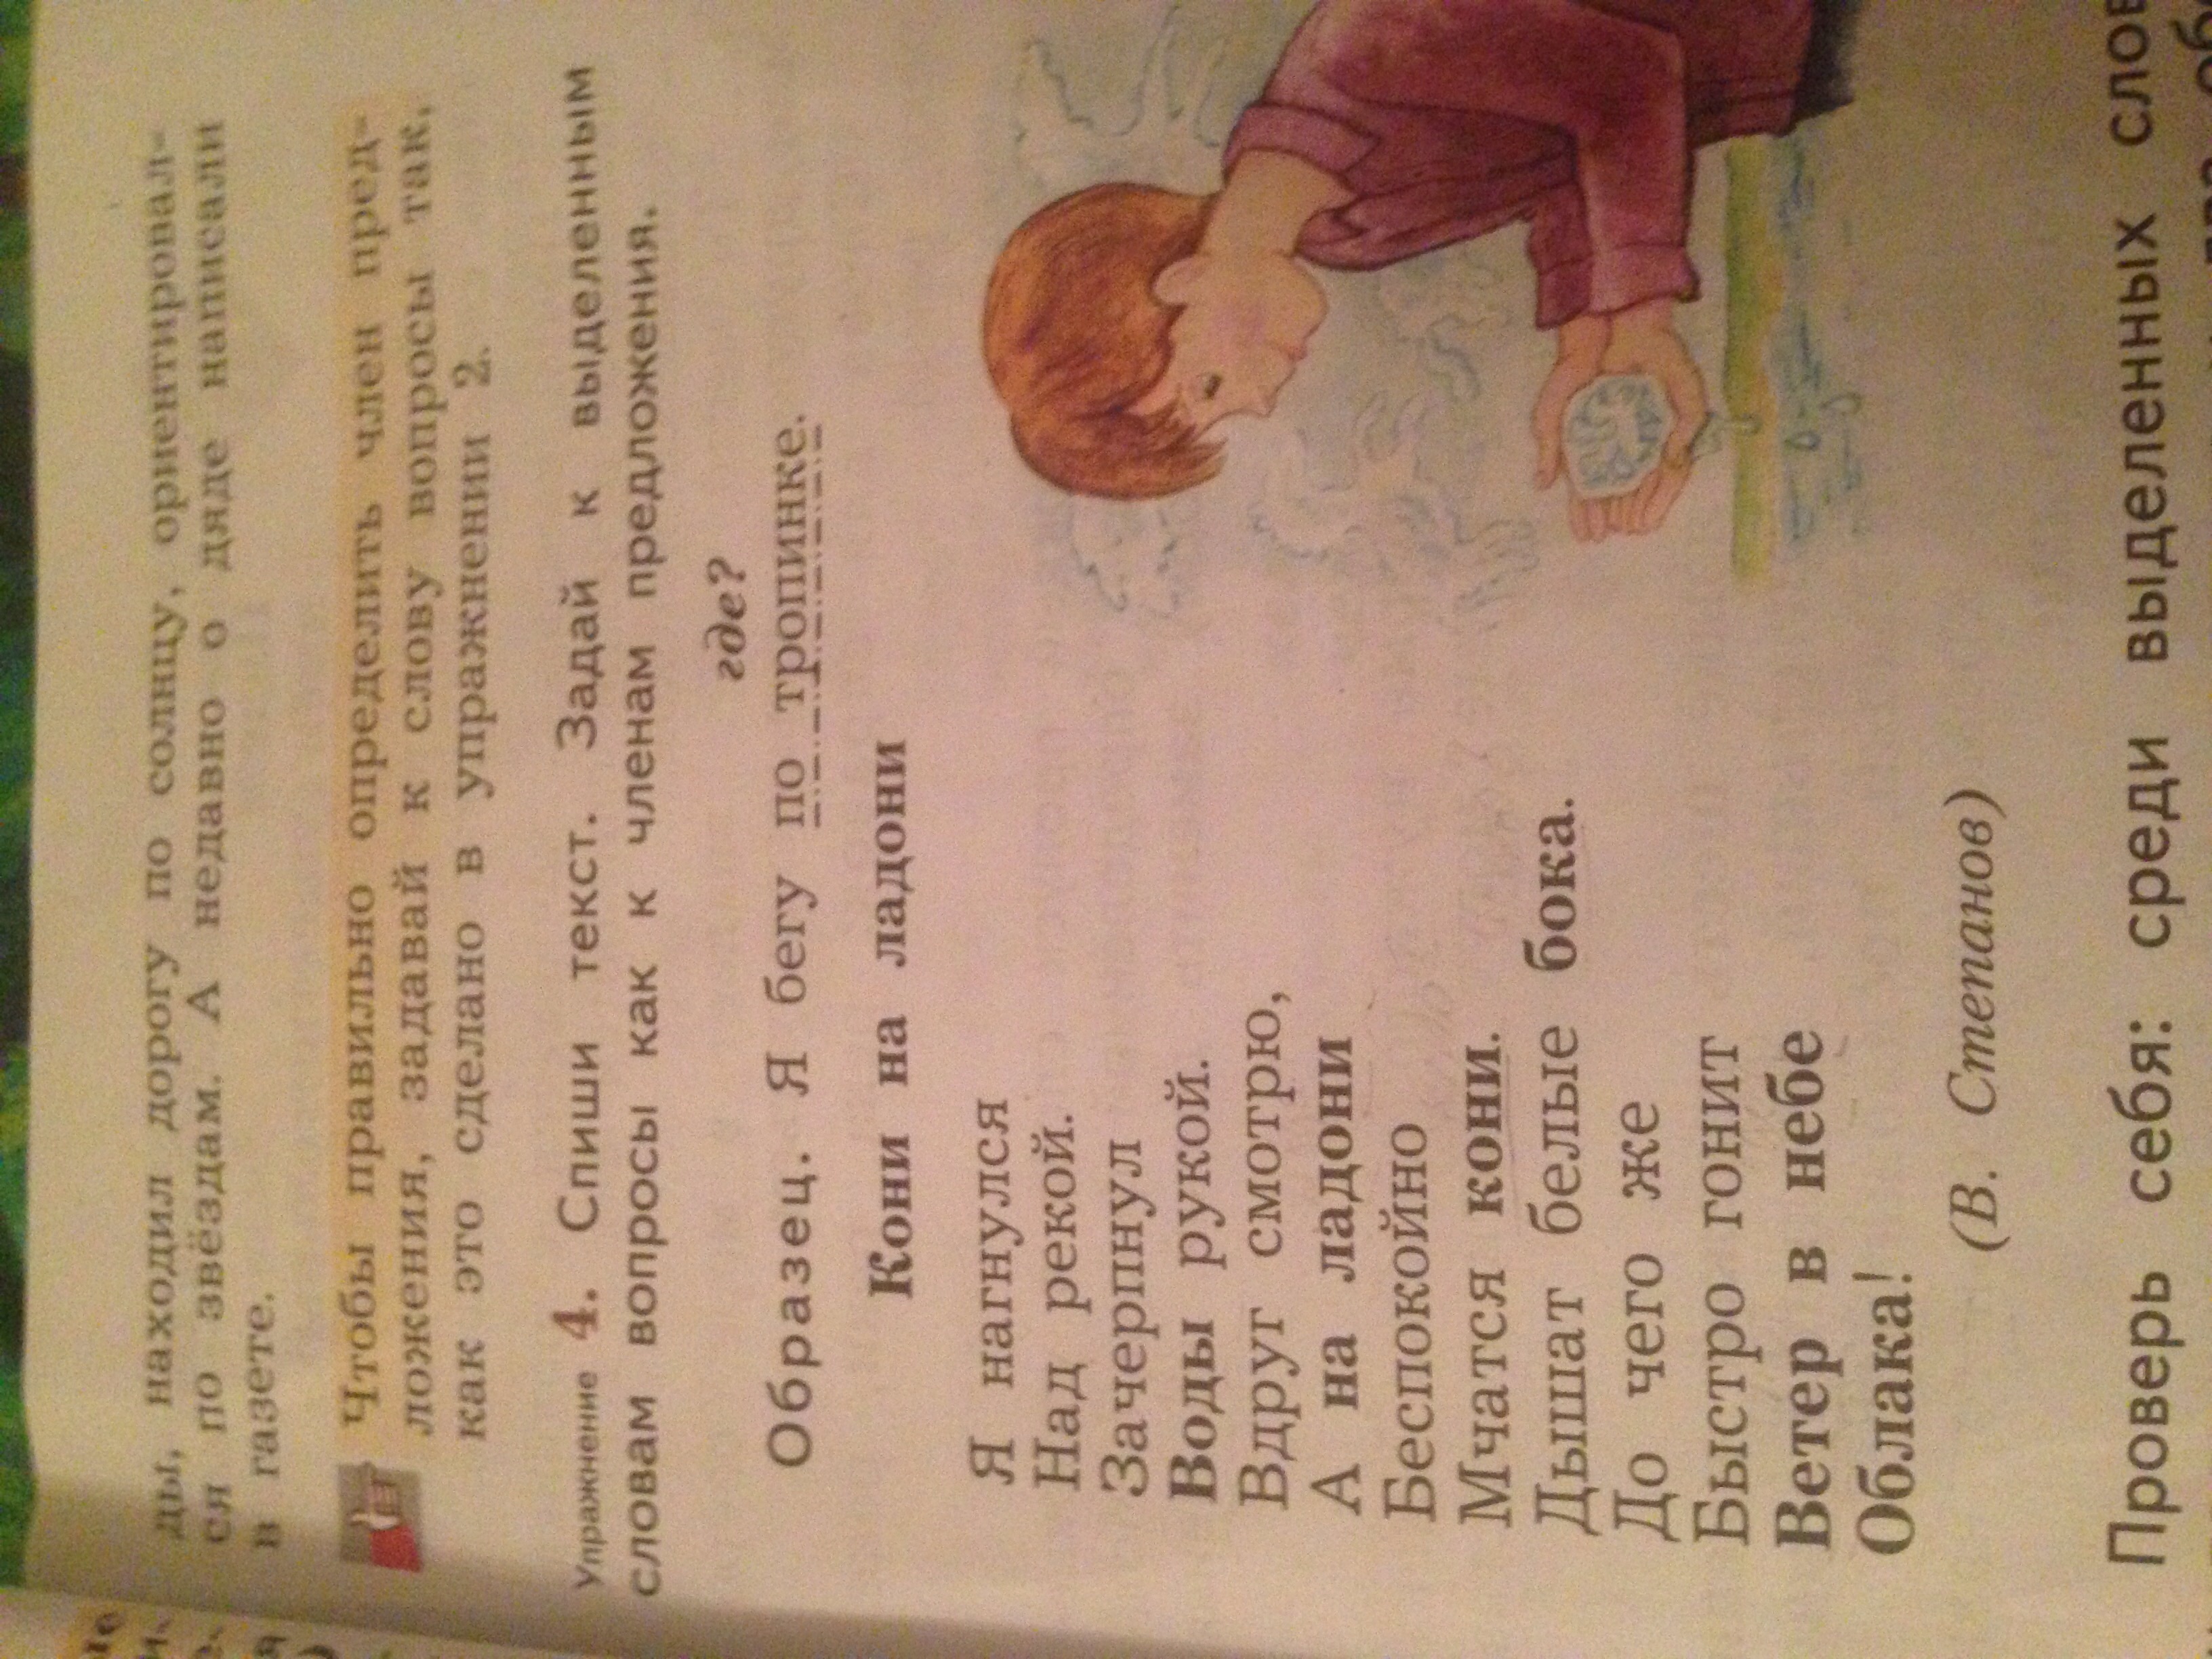 ды, находил дорогу по солнцу, ориентировал-
ся по звёздам. А недавно о дяде написали
в газете.
Чтобы правильно определить член пред-
ложения, задавай к слову вопросы так,
как это сделано в упражнении 2.
Упражнение 4. Спиши текст. Задай к выделенным
словам вопросы как к членам предложения.
где?
Образец. Я бегу по тропинке.
Кони на ладони
Я нагнулся
Над рекой.
Зачерпнул
Воды рукой.
Вдруг смотрю,
А на ладони
Беспокойно
Мчатся кони.
Дышат белые бока.
До чего же
Быстро гонит
Ветер в небе
Облака!
(В. Степанов)
Проверь себя: среди выделенных слов